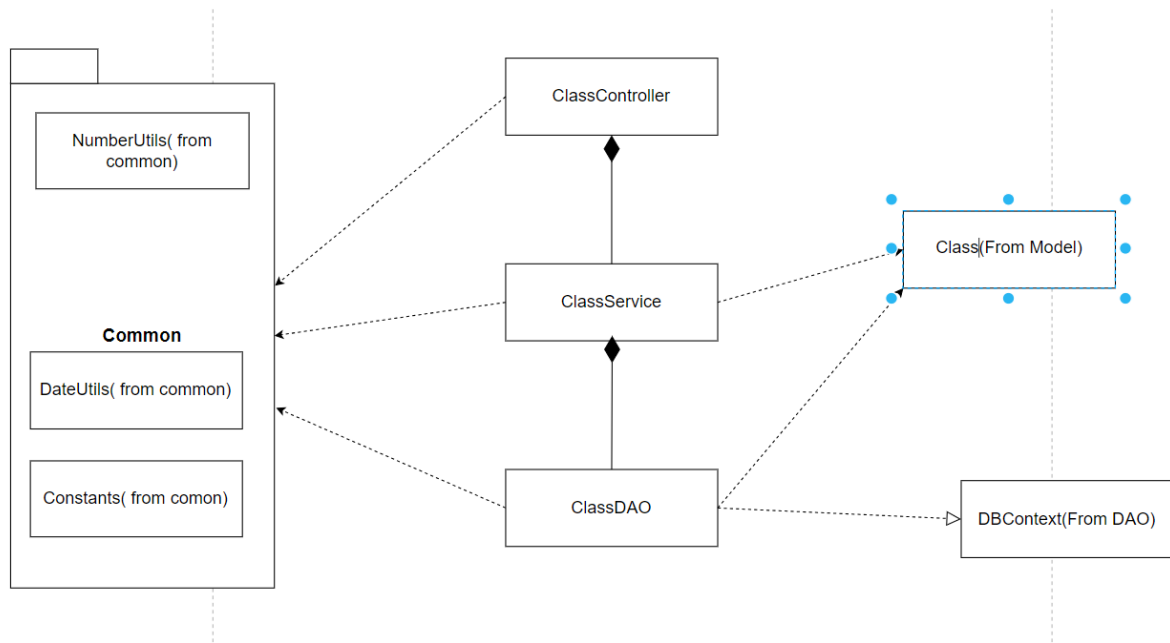 NumberUtils( from
common)
Common
DateUtils( from common)
Constants( from comon)
ClassController
ClassService
ClassDAO
Class(From Model)
DBContext(From DAO)